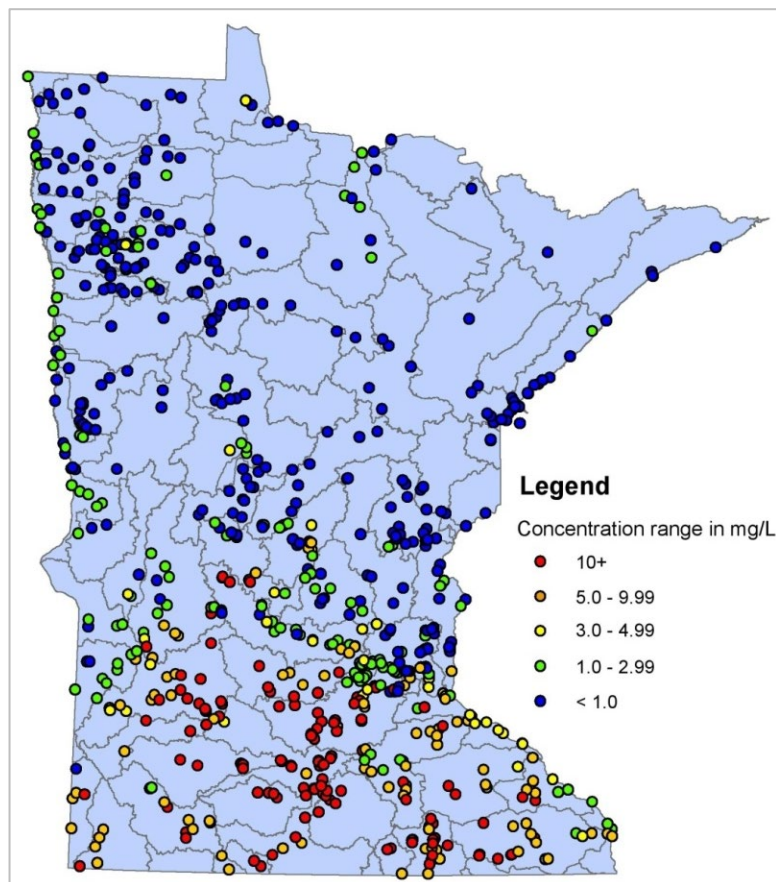 Legend
Concentration range in mg/L
10+
5.0 - 9.99
3.0 - 4.99
1.0 - 2.99
< 1.0